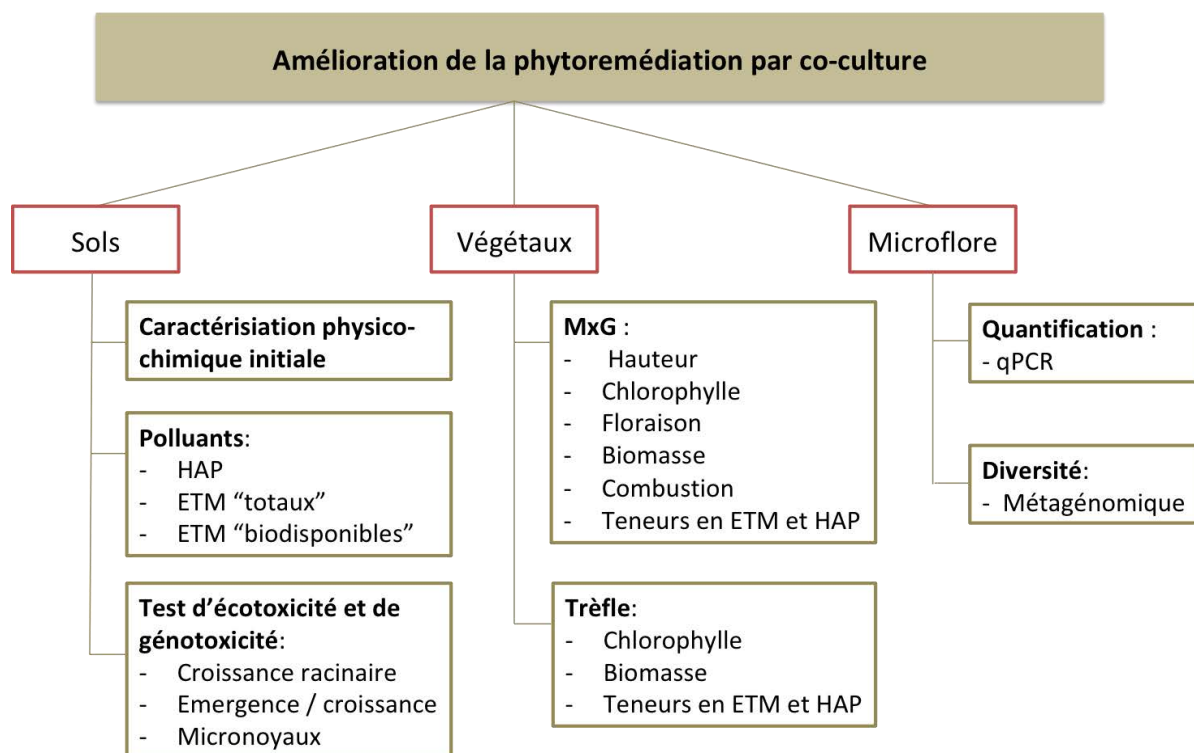 Amélioration de la phytoremédiation par co-culture
Sols
Caractérisiation physico-
chimique initiale
Polluants:
- HAP
- ETM “totaux”
- ETM “biodisponibles”
Test d’écotoxicité et de
génotoxicité:
- Croissance racinaire
- Emergence / croissance
- Micronoyaux
Végétaux
MxG :
- Hauteur
- Chlorophylle
- Floraison
- Biomasse
- Combustion
- Teneurs en ETM et HAP
Trèfle:
- Chlorophylle
- Biomasse
- Teneurs en ETM et HAP
Microflore
Quantification :
- qPCR
Diversité:
- Métagénomique